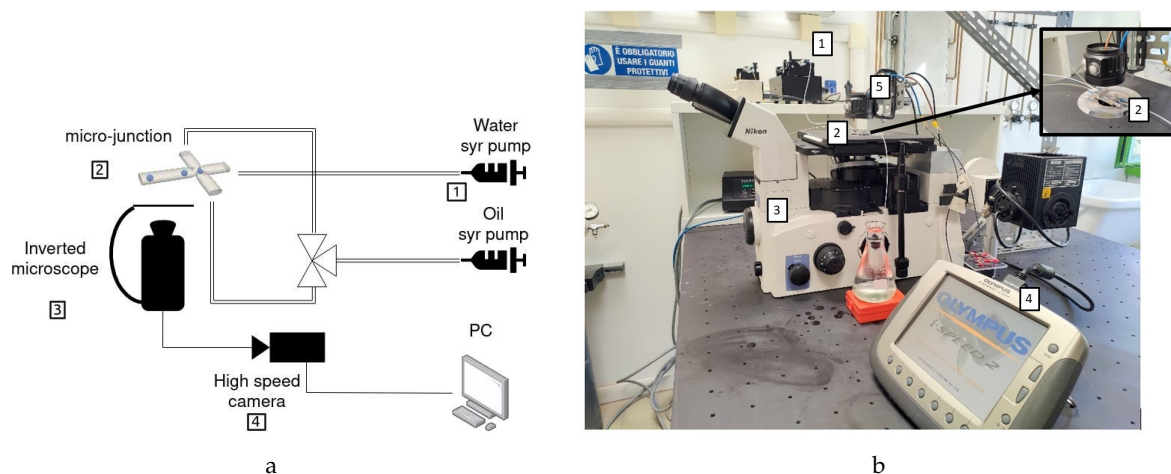 micro-junction
2
Water
syr pump
1
Oil
syr pump
Inverted
microscope
3
PC
High speed
camera
4
a
È OBBLIGATORIO
USARE I GUANTI
PROTETTIVI
1
5
2
2
Nikon
3
4
OLYMPUS
OLYMPUS
i-SPEED 2
b